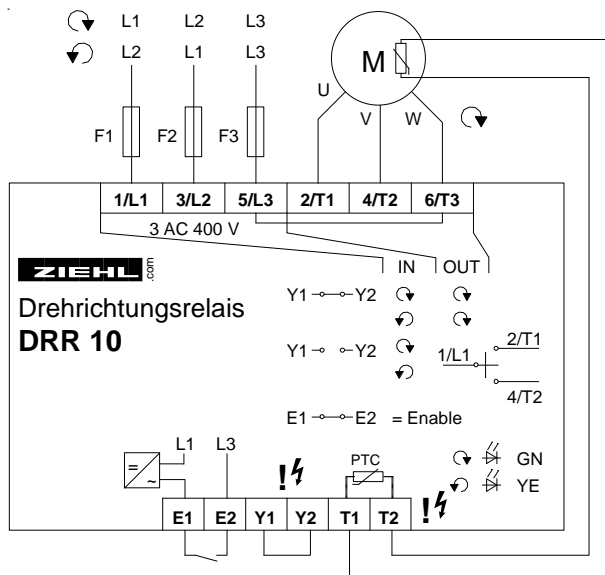 L1 L2 L3
L2 L1 L3
M
U
V W
F1 F2 F3
1/L1 3/L2 5/L3 2/T1 4/T2 6/T3
3 AC 400 V
ZIEHL.com
IN OUT
Drehrichtungsrelais
DRR 10
Y1 Y2
Y1 Y2
1/L1
2/T1
4/T2
E1 E2 = Enable
L1 L3
= ~
! PTC
GN
YE
E1 E2 Y1 Y2 T1 T2 !